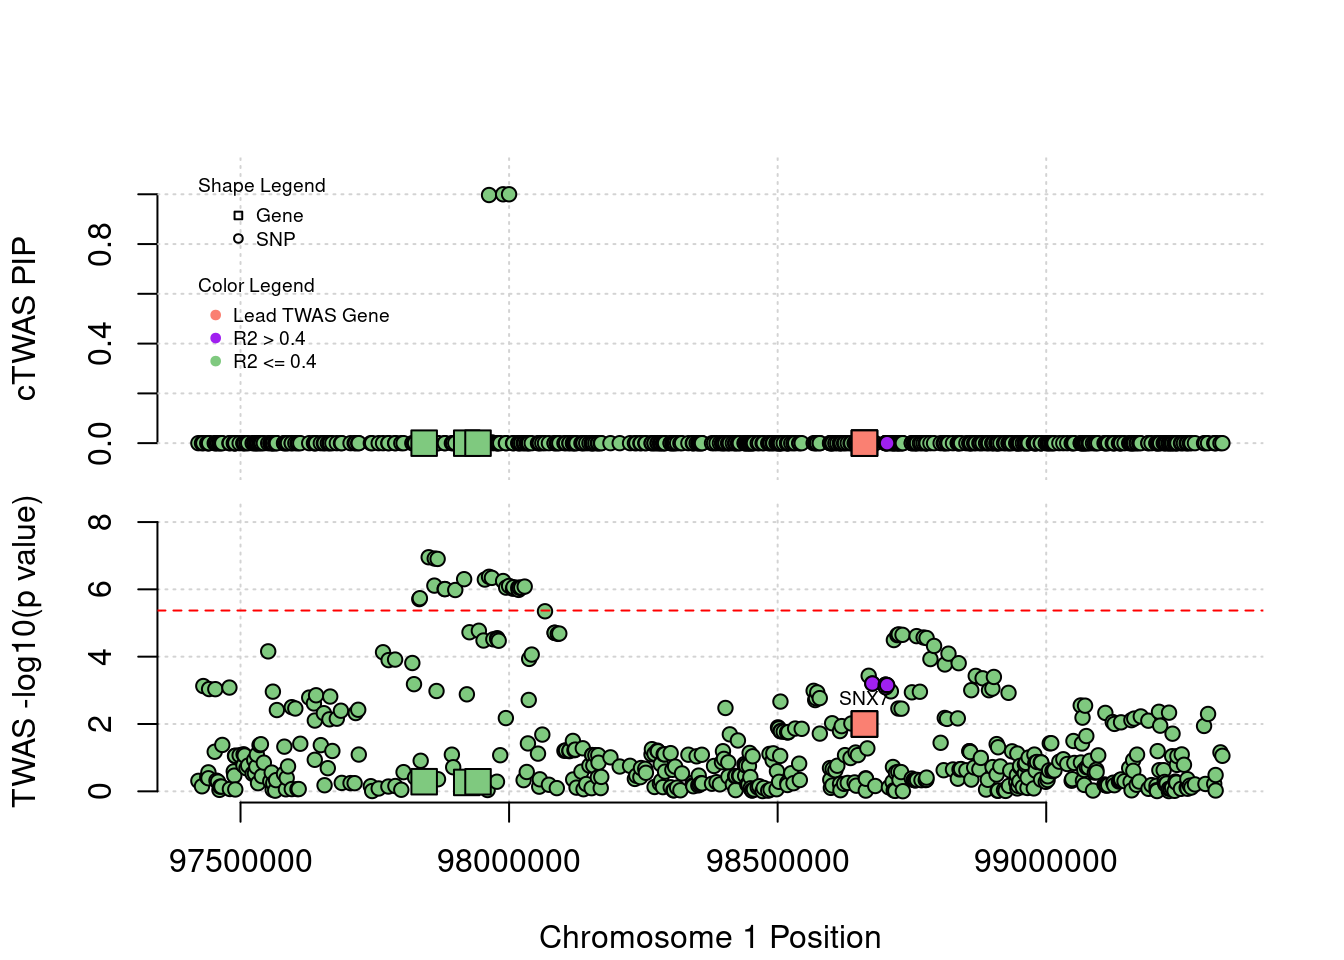 cTWAS PIP
0.8
0.4
0.0
Shape Legend
Gene
SNP
Color Legend
Lead TWAS Gene
R2 > 0.4
R2 <= 0.4
TWAS -log10(p value)
8
6
4
2
0
SNX7
97500000 98000000 98500000 99000000
Chromosome 1 Position